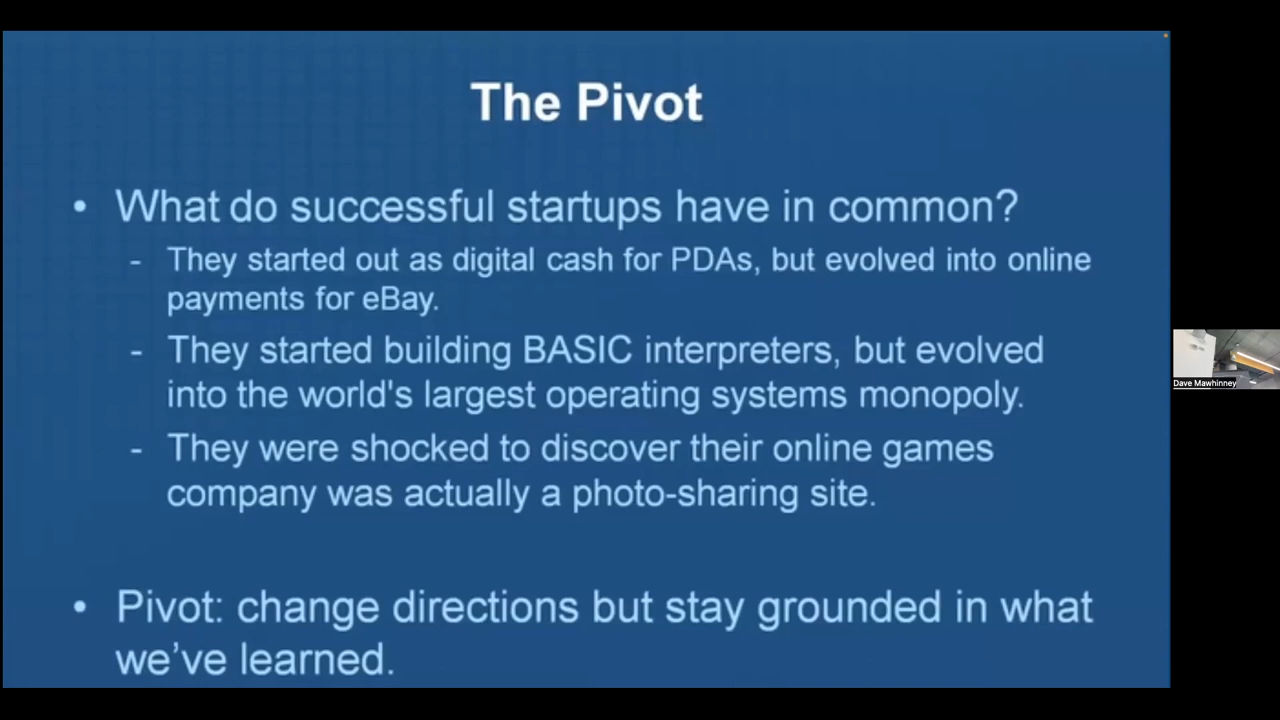 The Pivot
• What do successful startups have in common?
- They started out as digital cash for PDAs, but evolved into online
payments for eBay.
- They started building BASIC interpreters, but evolved
into the world's largest operating systems monopoly.
- They were shocked to discover their online games
company was actually a photo-sharing site.
• Pivot: change directions but stay grounded in what
we’ve learned.
Dave Mawhinney